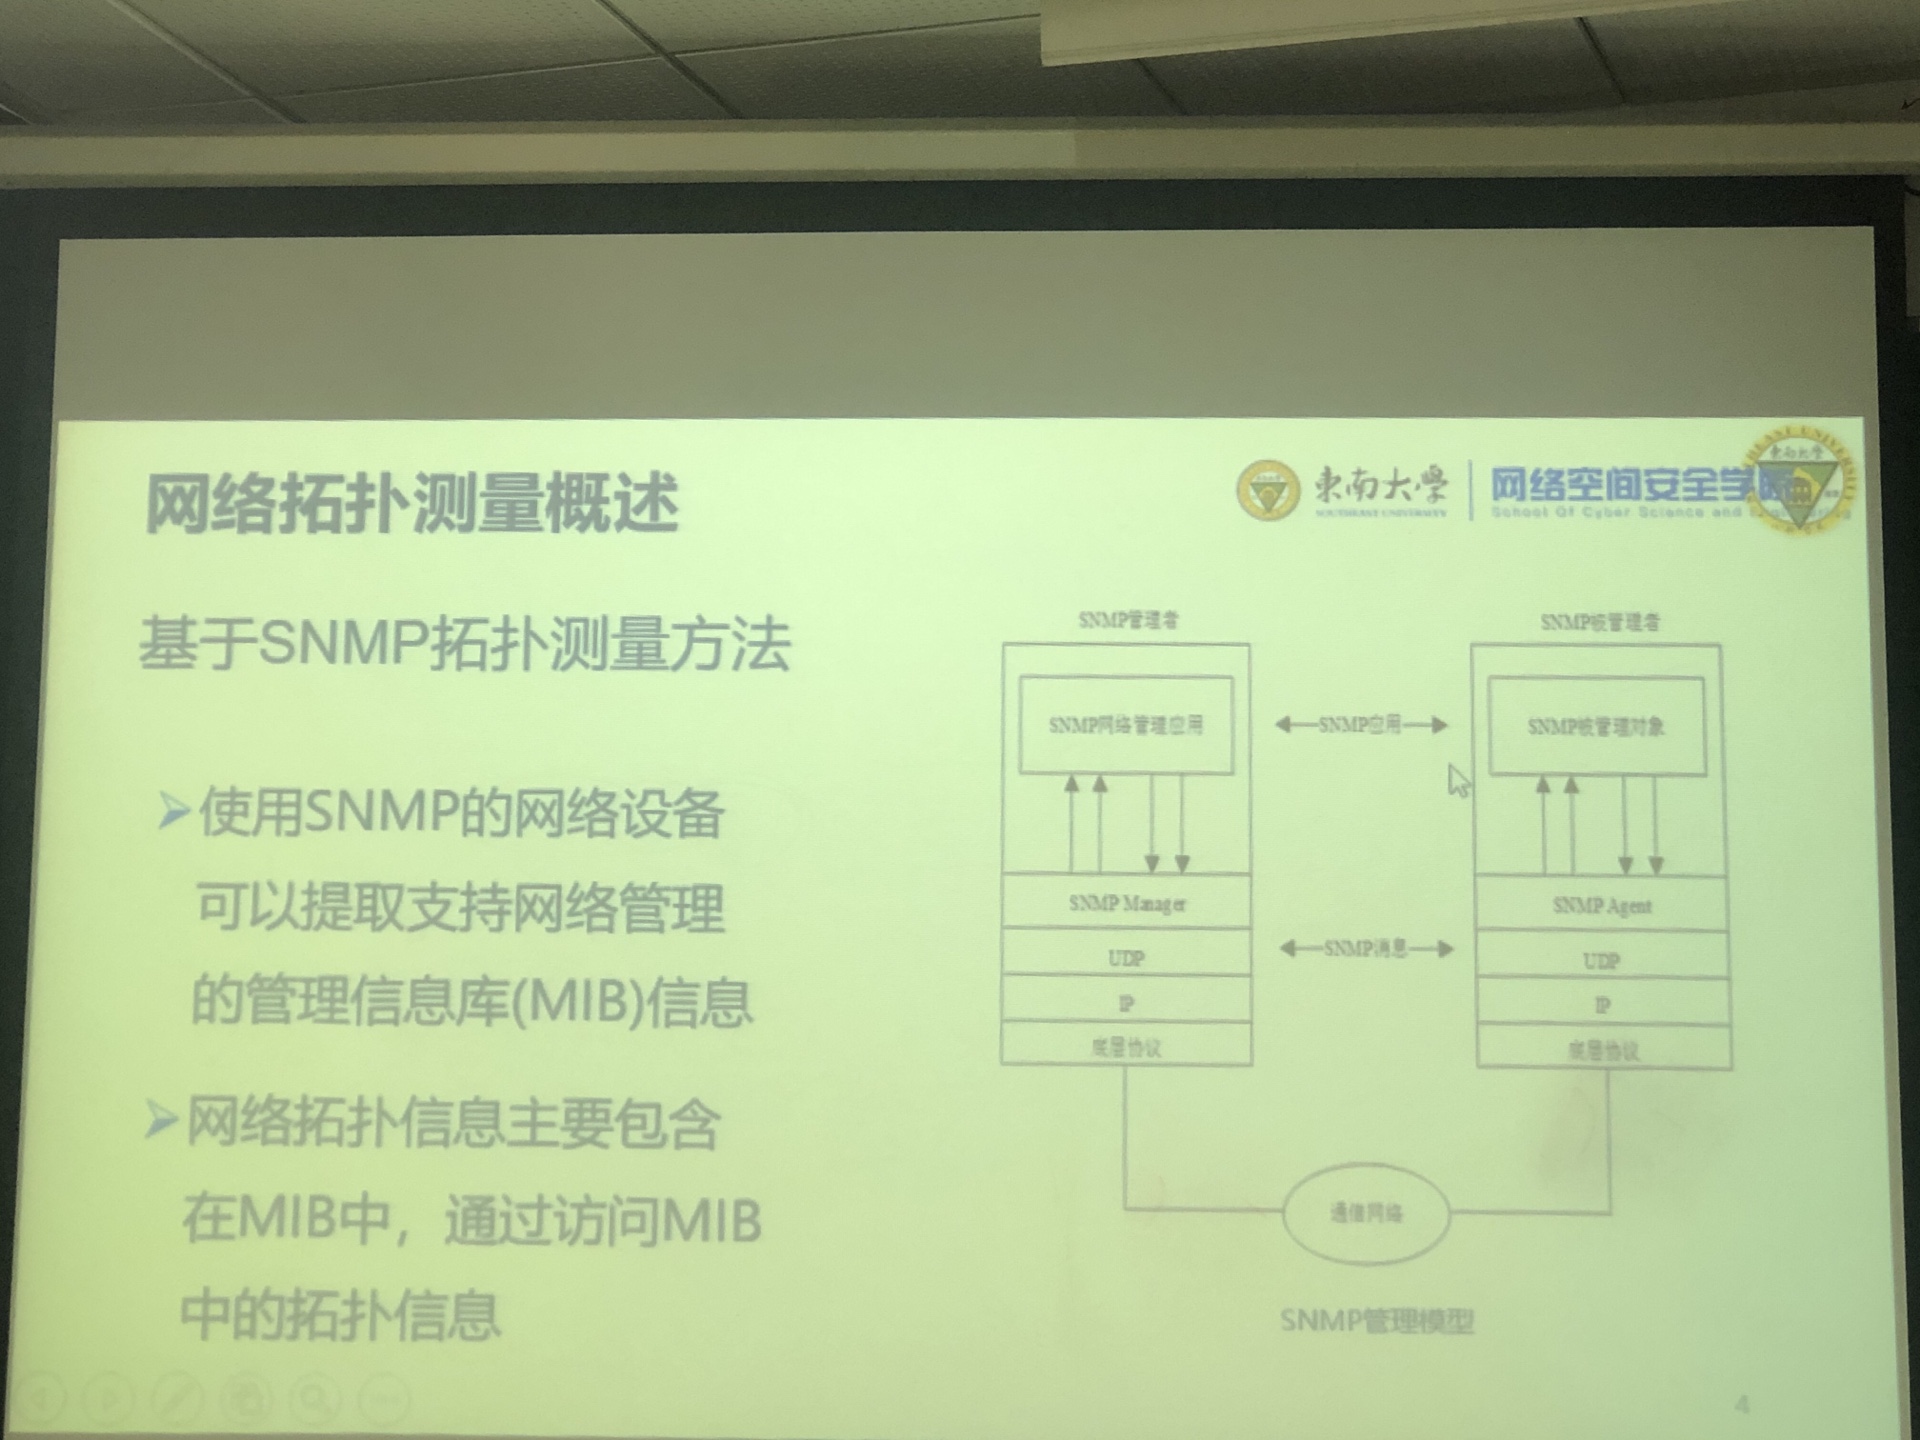 网络拓扑测量概述
東南大學
SOUTHEAST UNIVERSITY
网络空间安全学院
School Of Cyber Science and
東南大學
基于SNMP拓扑测量方法
➢使用SNMP的网络设备
可以提取支持网络管理
的管理信息库(MIB)信息
➢网络拓扑信息主要包含
在MIB中，通过访问MIB
中的拓扑信息
SNMP管理者
SNMP网络管理应用
SNMP Manager
UDP
IP
底层协议
SNMP应用
SNMP消息
SNMP被管理者
SNMP被管理对象
SNMP Agent
UDP
IP
底层协议
通信网络
SNMP管理模型
4